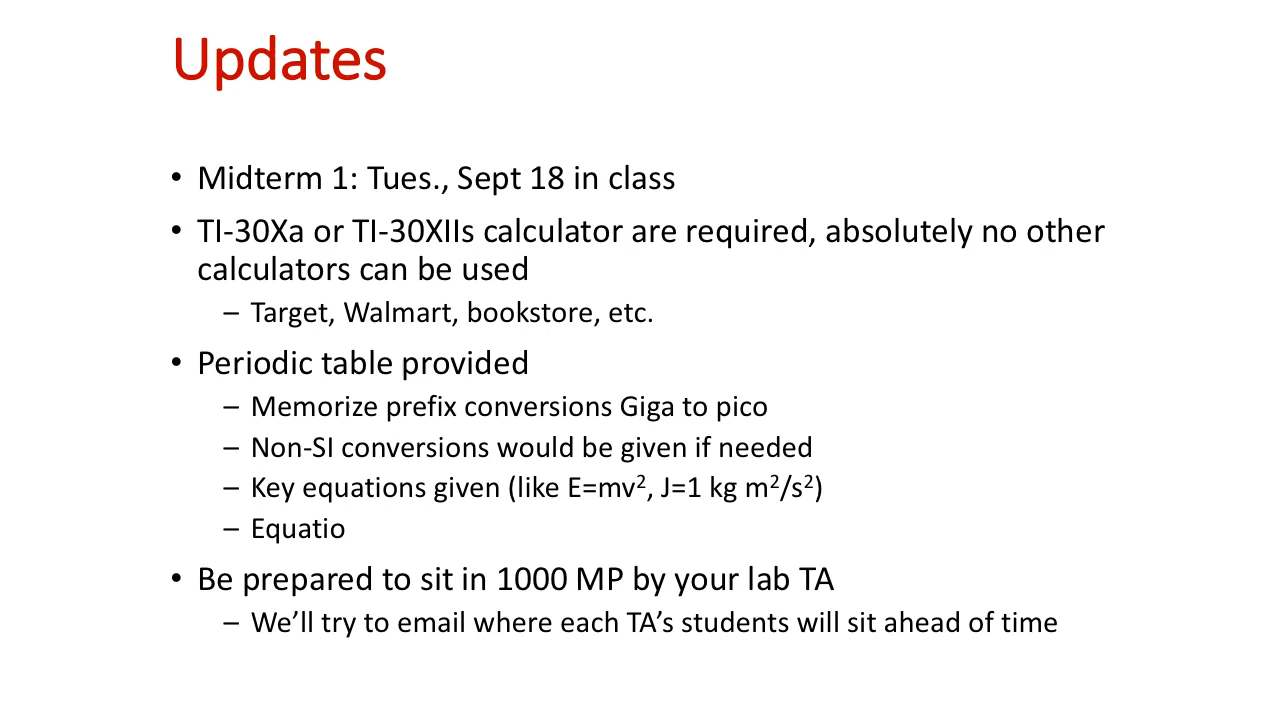 Updates
• Midterm 1: Tues., Sept 18 in class
• TI-30Xa or TI-30XIIs calculator are required, absolutely no other
calculators can be used
– Target, Walmart, bookstore, etc.
• Periodic table provided
– Memorize prefix conversions Giga to pico
– Non-SI conversions would be given if needed
– Key equations given (like E=mv², J=1 kg m²/s²)
– Equatio
• Be prepared to sit in 1000 MP by your lab TA
– We’ll try to email where each TA’s students will sit ahead of time